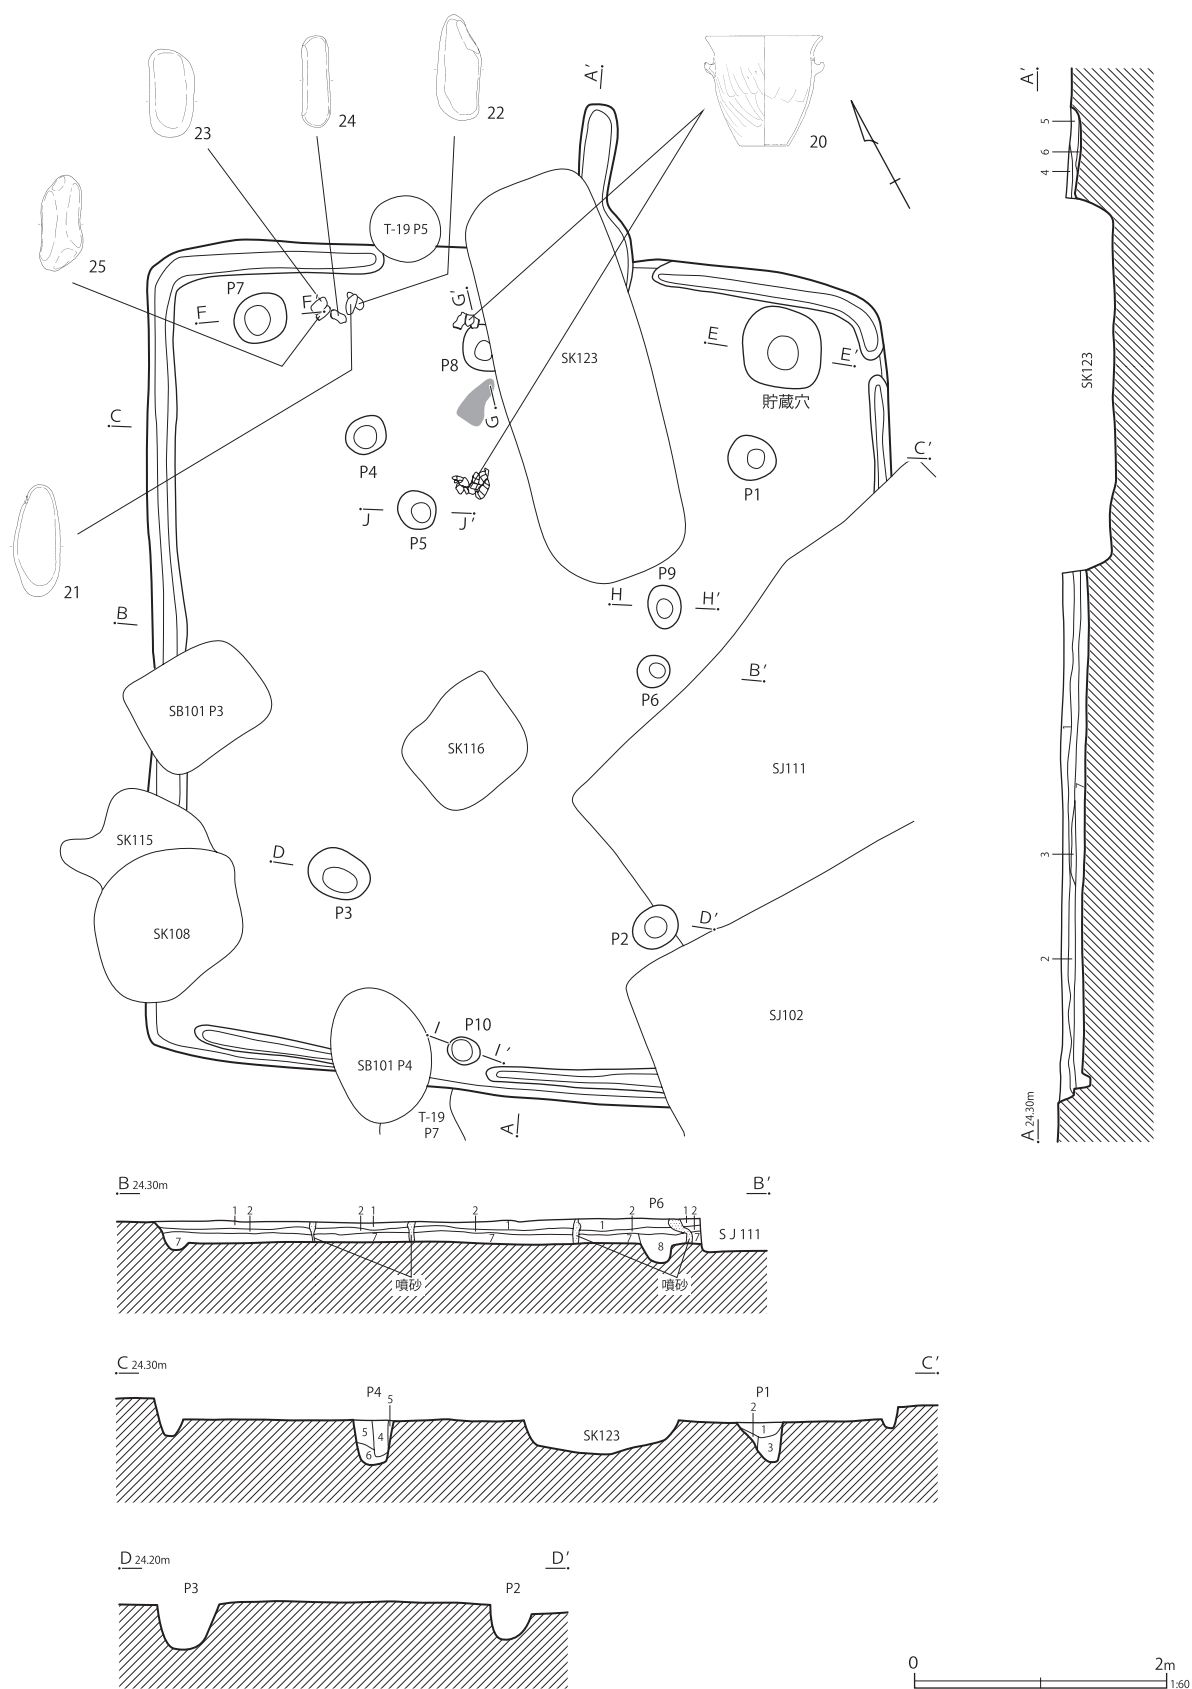 22
24
23
20
A′
A′
5
6
4
T-19 P5
25
P7
F
F′
G′
P8
SK123
E
E′
貯蔵穴
SK123
C
G
P4
P1
C′
J
J′
P5
21
P9
H
H′
B
B′
P6
SB101 P3
SK116
SJ111
1
7
SK115
D
3
P3
SK108
P2
D′
2
SJ102
I
P10
I′
SB101 P4
T-19
P7
A
A 24.30m
B 24.30m
B′
P6
1 2
2 1
2
1
1
2
1 2
S J 111
7
7
7
7
8
7
噴砂
噴砂
C 24.30m
C′
P4
5
P1
2
5
4
6
1
3
SK123
D 24.20m
D′
P3
P2
0
2m
1:60